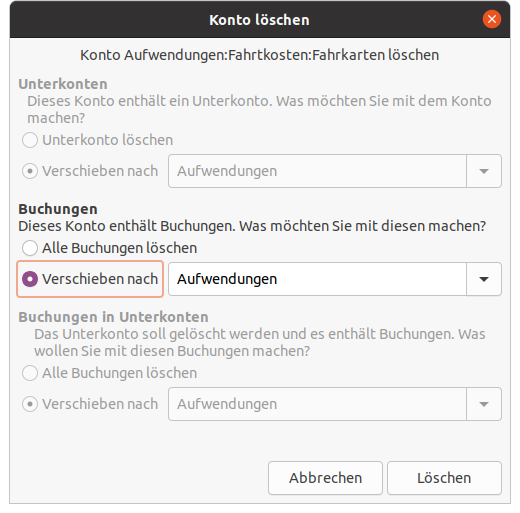 Konto löschen
Konto Aufwendungen:Fahrtkosten:Fahrkarten löschen
Unterkonten
Dieses Konto enthält ein Unterkonto. Was möchten Sie mit dem Konto
machen?
Unterkonto löschen
Verschieben nach Aufwendungen
Buchungen
Dieses Konto enthält Buchungen. Was möchten Sie mit diesen machen?
Alle Buchungen löschen
Verschieben nach Aufwendungen
Buchungen in Unterkonten
Das Unterkonto soll gelöscht werden und es enthält Buchungen. Was
wollen Sie mit diesen Buchungen machen?
Alle Buchungen löschen
Verschieben nach Aufwendungen
Abbrechen Löschen